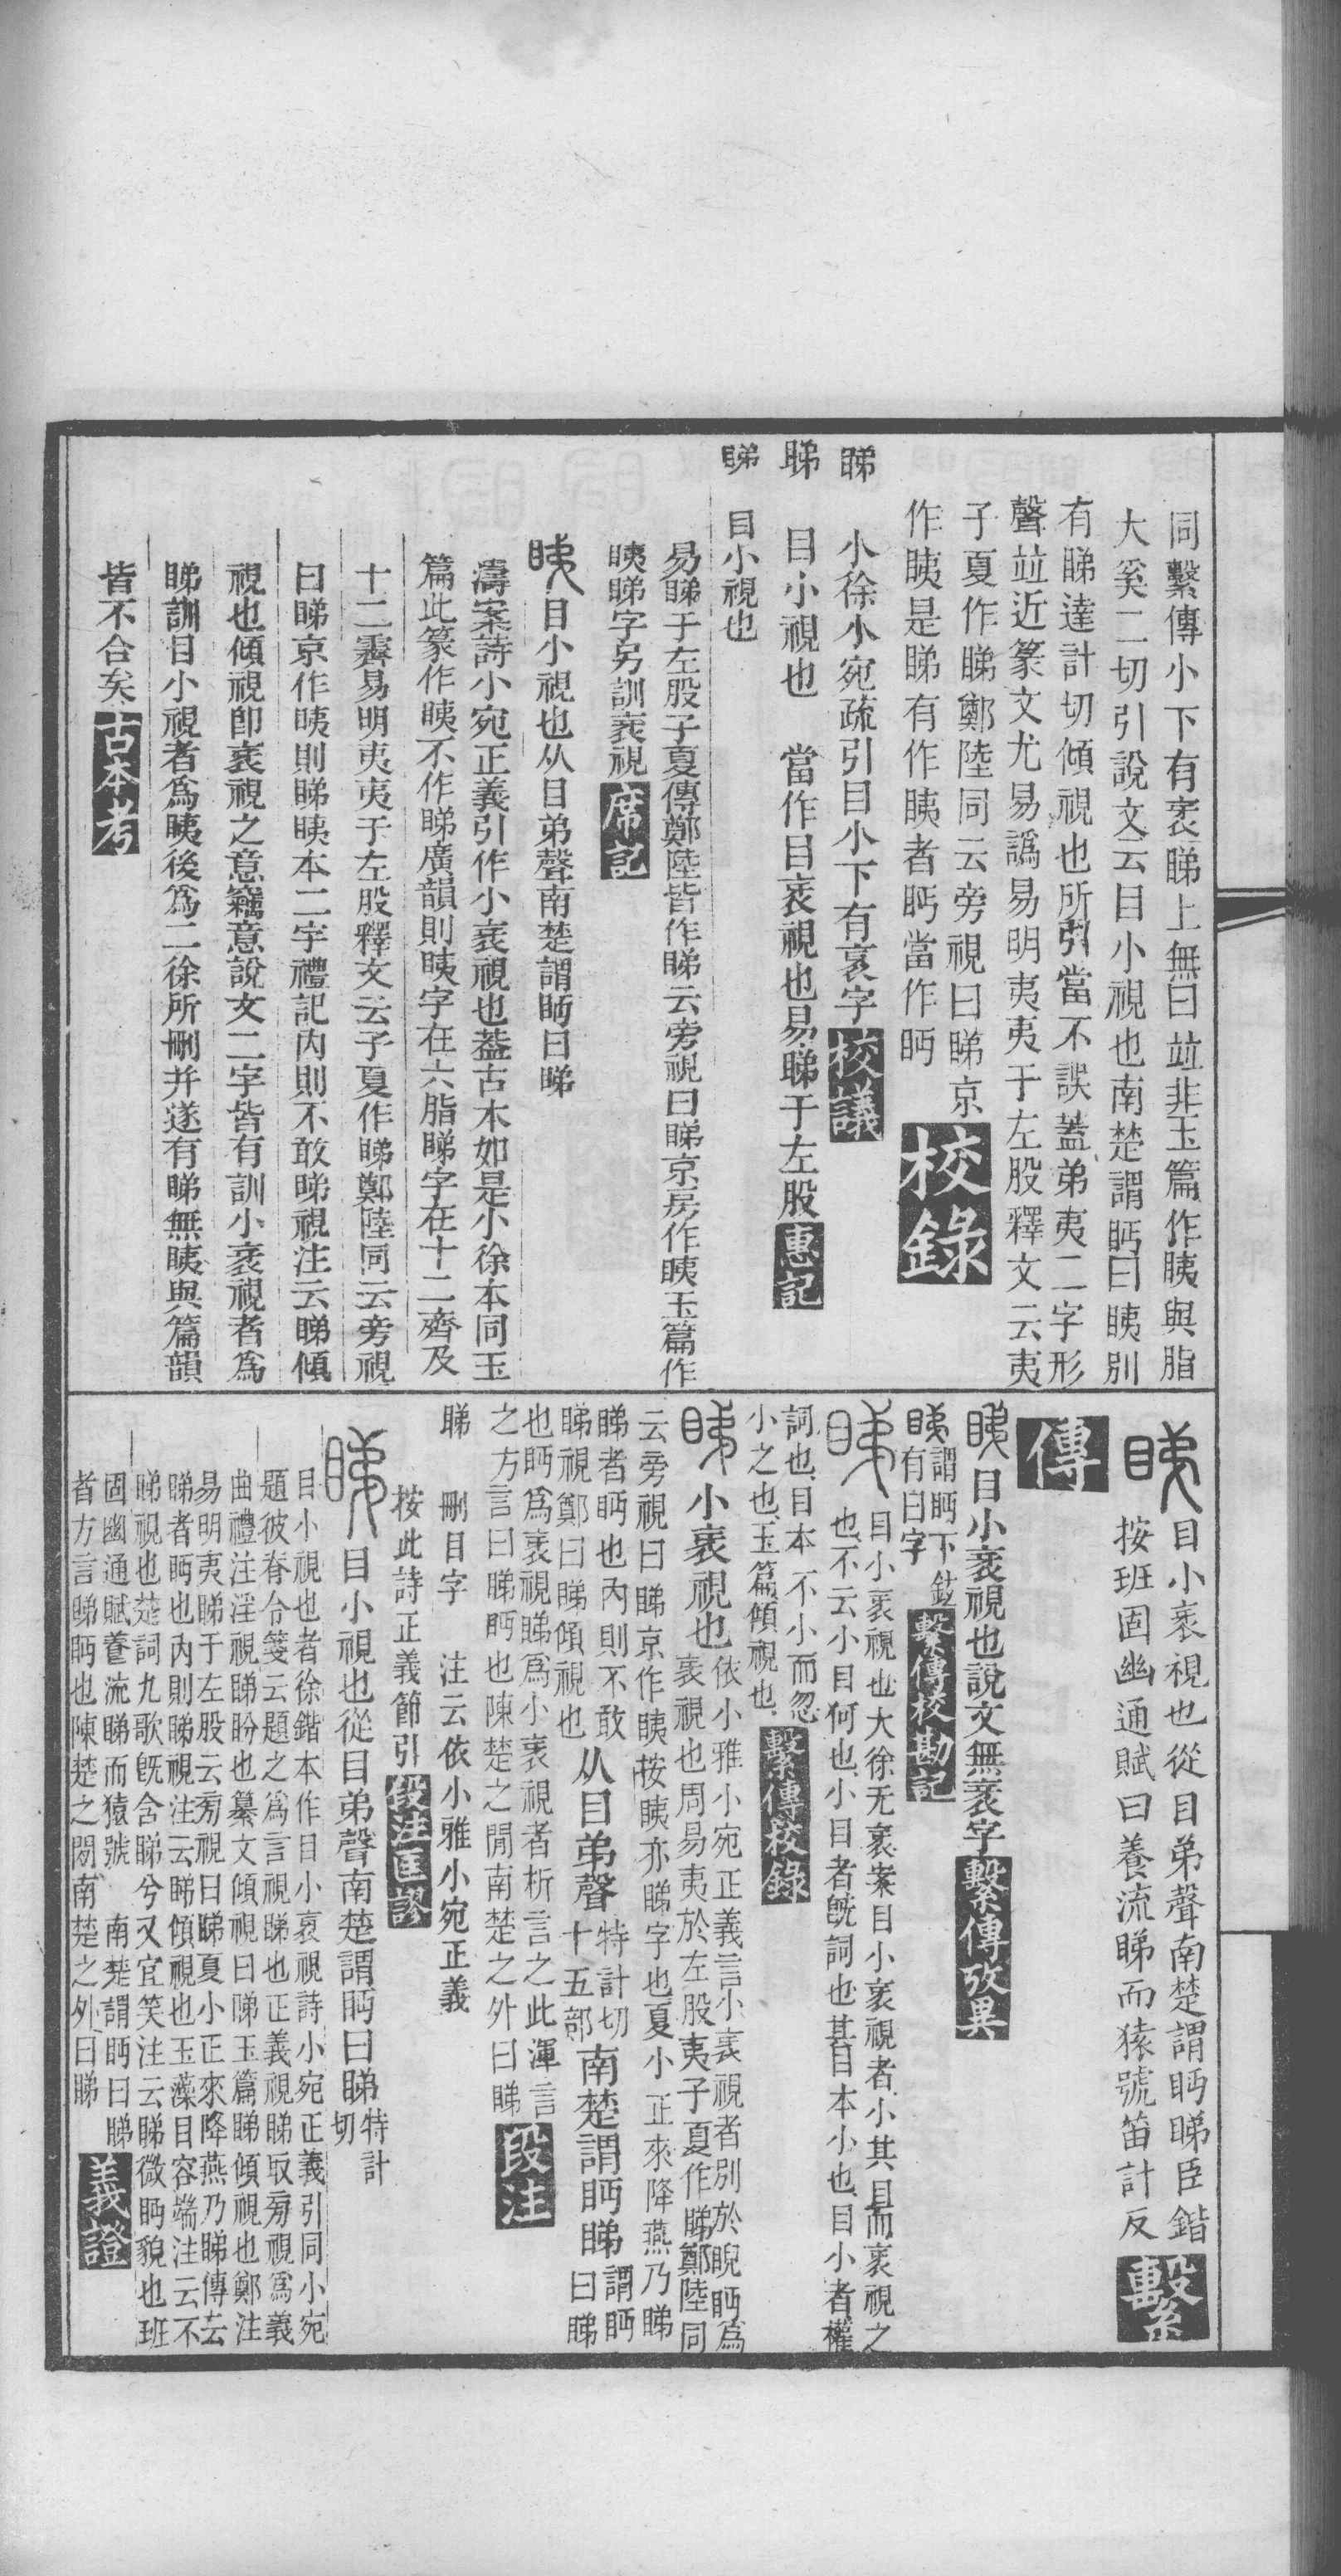 同繫傳小下有衺睇上無曰竝非玉篇作眱與脂
大奚二切引說文云目小視也南楚謂眄曰眱別
有睇達計切傾視也所引當不誤蓋弟夷二字形
聲竝近篆文尤易譌易明夷夷于左股釋文云夷
子夏作睇鄭陸同云旁視曰睇京
作眱是睇有作眱者眄當作眄
校錄
睇 小徐小宛疏引目小下有衺字校議
睇 目小視也 當作目衺視也易睇于左股惠記
睇 目小視也
易睇于左股子夏傳鄭陸皆作睇云旁視曰睇京房作眱玉篇作
眱睇字另訓衺視席記
睇目小視也从目弟聲南楚謂眄曰睇
濤案詩小宛正義引作小衺視也葢古本如是小徐本同玉
篇此篆作眱不作睇廣韻則眱字在六脂睇字在十二齊及
十二霽易明夷夷于左股釋文云子夏作睇鄭陸同云旁視
曰睇京作眱則睇眱本二字禮記內則不敢睇視注云睇傾
視也傾視卽衺視之意竊意說文二字皆有訓小衺視者爲
睇訓目小視者爲眱後爲二徐所刪并遂有睇無眱與篇韻
皆不合矣古本考
睇目小衺視也從目弟聲南楚謂眄睇臣鍇
按班固幽通賦曰養流睇而猿號笛計反
繫
傳
睇目小衺視也說文無衺字繫傳攷異
睇謂眄下鉉
有曰字繫傳校勘記
睇目小衺視也大徐无衺案目小衺視者小其目而衺視之
也不云小目何也小目者旣詞也其目本小也目小者權
詞也目本不小而忽
小之也玉篇傾視也繫傳校錄
睇小衺視也依小雅小宛正義言小衺視者別於睨眄爲
衺視也周易夷於左股夷子夏作睇鄭陸同
云旁視曰睇京作眱按眱亦睇字也夏小正來降燕乃睇
睇者眄也內則不敢
睇視鄭曰睇傾視也从目弟聲特計切
十五部南楚謂眄睇謂眄
曰睇
也眄爲衺視睇爲小衺視者析言之此渾言
之方言曰睇眄也陳楚之閒南楚之外曰睇段注
睇 刪目字 注云依小雅小宛正義
按此詩正義節引段注匡謬
睇目小視也從目弟聲南楚謂眄曰睇特計
切
目小視也者徐鍇本作目小衺視詩小宛正義引同小宛
題彼脊令箋云題之爲言視睇也正義視睇取旁視爲義
曲禮注淫視睇盼也纂文傾視曰睇玉篇睇傾視也鄭注
易明夷睇于左股云旁視曰睇夏小正來降燕乃睇傳云
睇者眄也內則睇視注云睇傾視也玉藻目容端注云不
睇視也楚詞九歌旣含睇兮又宜笑注云睇微眄貌也班
固幽通賦養流睇而猿號 南楚謂眄曰睇
者方言睇眄也陳楚之閒南楚之外曰睇義證